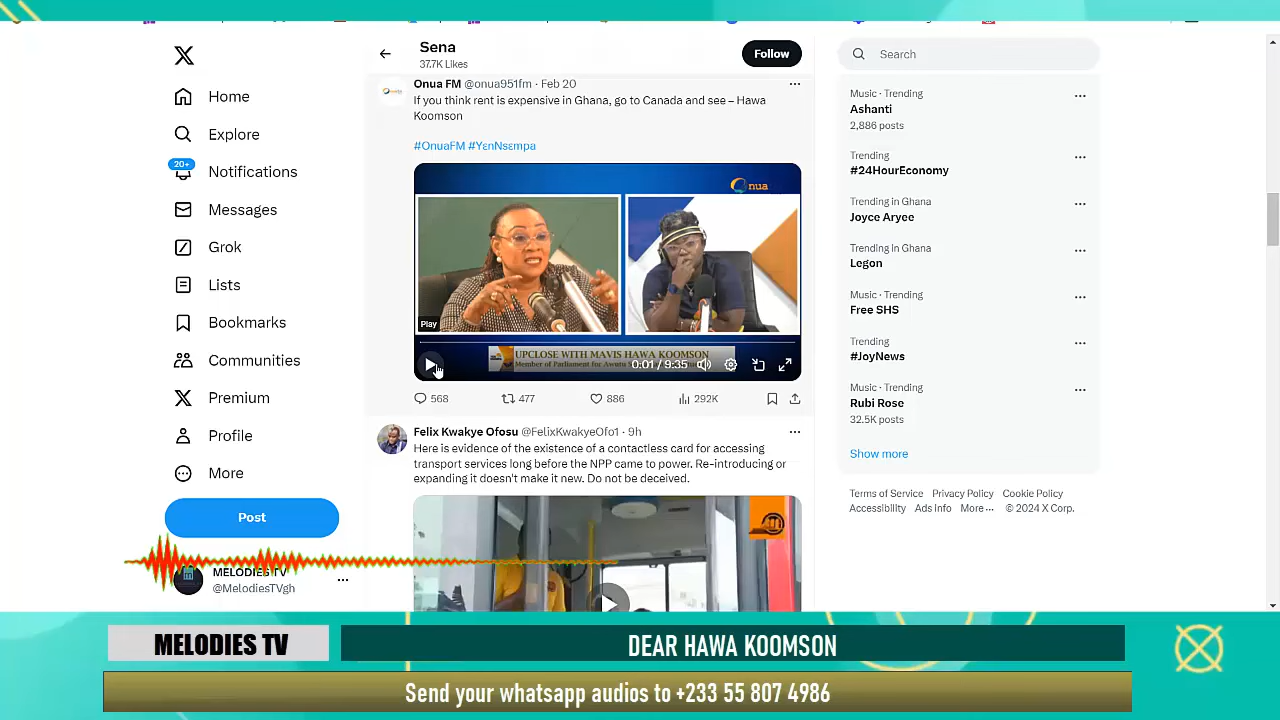 Home
Explore
20+
Notifications
Messages
Grok
Lists
Bookmarks
Communities
Premium
Profile
More
Post
MELODIES TV
@MelodiesTVgh
Sena
37.7K Likes
Follow
Onua FM @onua951fm · Feb 20
If you think rent is expensive in Ghana, go to Canada and see – Hawa
Koomson
#OnuaFM #YɛnNsɛmpa
Onua
Play
UPCLOSE WITH MAVIS HAWA KOOMSON
Member of Parliament for Awutu
0:01 / 9:35
568 477 886 292K
Felix Kwakye Ofosu @FelixKwakyeOfo1 · 9h
Here is evidence of the existence of a contactless card for accessing
transport services long before the NPP came to power. Re-introducing or
expanding it doesn't make it new. Do not be deceived.
Search
Music · Trending
Ashanti
2,886 posts
Trending
#24HourEconomy
Trending in Ghana
Joyce Aryee
Trending in Ghana
Legon
Music · Trending
Free SHS
Trending
#JoyNews
Music · Trending
Rubi Rose
32.5K posts
Show more
Terms of Service Privacy Policy Cookie Policy
Accessibility Ads info More ··· © 2024 X Corp.
MELODIES TV
DEAR HAWA KOOMSON
Send your whatsapp audios to +233 55 807 4986